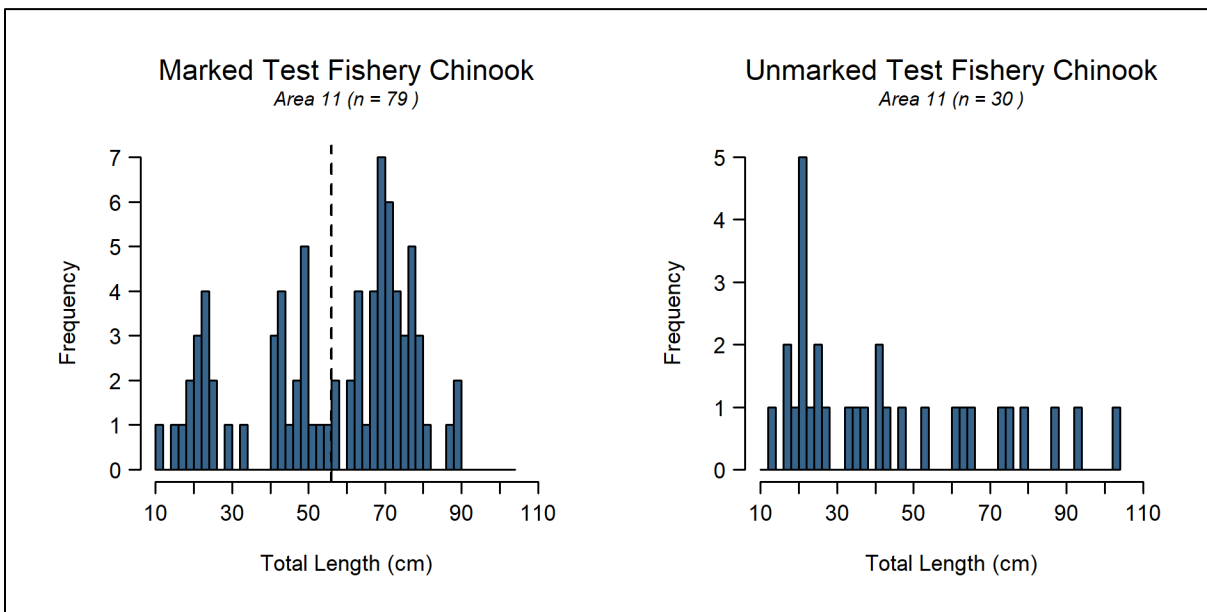 Marked Test Fishery Chinook
Area 11 (n = 79 )
7
6
5
4
3
2
1
0
Frequency
10 30 50 70 90 110
Total Length (cm)
Unmarked Test Fishery Chinook
Area 11 (n = 30 )
5
4
3
2
1
0
Frequency
10 30 50 70 90 110
Total Length (cm)